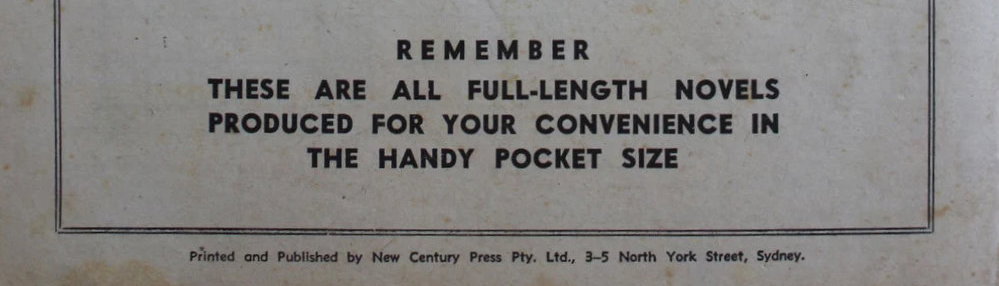 REMEMBER
THESE ARE ALL FULL-LENGTH NOVELS
PRODUCED FOR YOUR CONVENIENCE IN
THE HANDY POCKET SIZE
Printed and Published by New Century Press Pty. Ltd., 3–5 North York Street, Sydney.